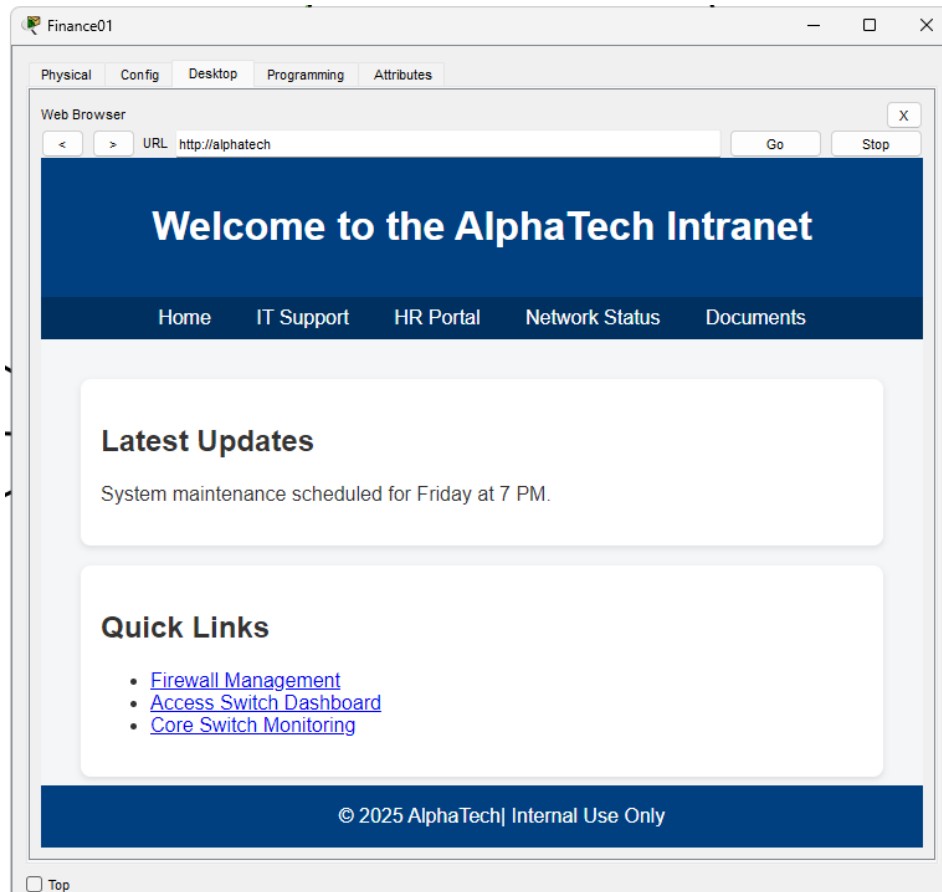 Finance01
Physical Config Desktop Programming Attributes
Web Browser X
< > URL http://alphatech Go Stop
Welcome to the AlphaTech Intranet
Home IT Support HR Portal Network Status Documents
Latest Updates
System maintenance scheduled for Friday at 7 PM.
Quick Links
• Firewall Management
• Access Switch Dashboard
• Core Switch Monitoring
© 2025 AlphaTech| Internal Use Only
Top